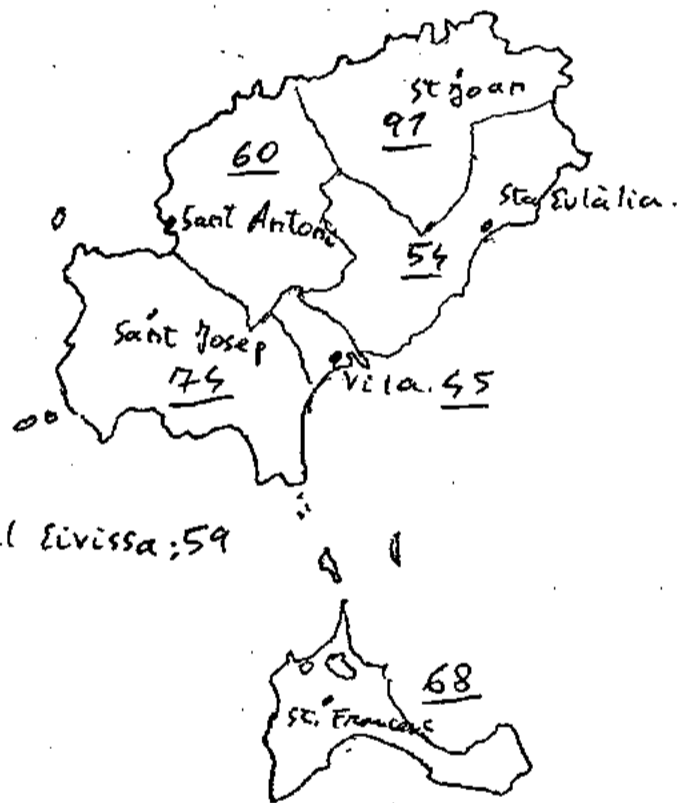 St Joan
91
60
Sant Antoni
Sta Eulàlia.
54
Sant Josep
74
Vila. 45
l Eivissa: 59
68
St. Francesc